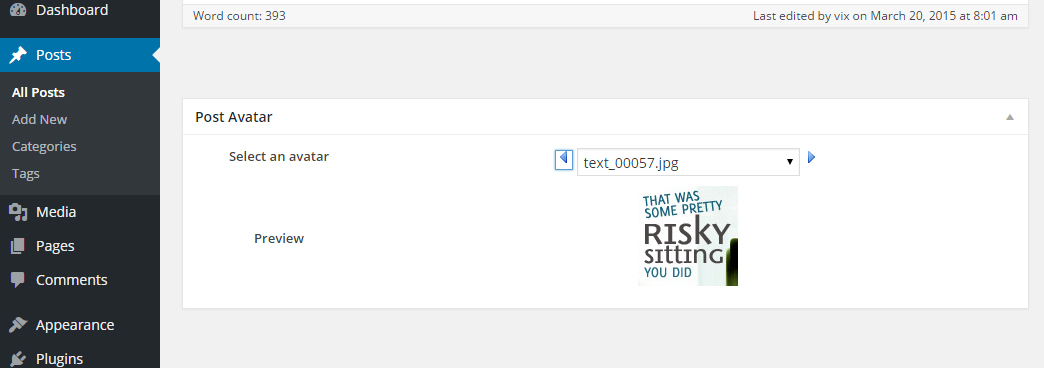 Dashboard
Posts
All Posts
Add New
Categories
Tags
Media
Pages
Comments
Appearance
Plugins
Word count: 393
Last edited by vix on March 20, 2015 at 8:01 am
Post Avatar
Select an avatar
text_00057.jpg
Preview
THAT WAS
SOME PRETTY
RISKY
sitting
YOU DID